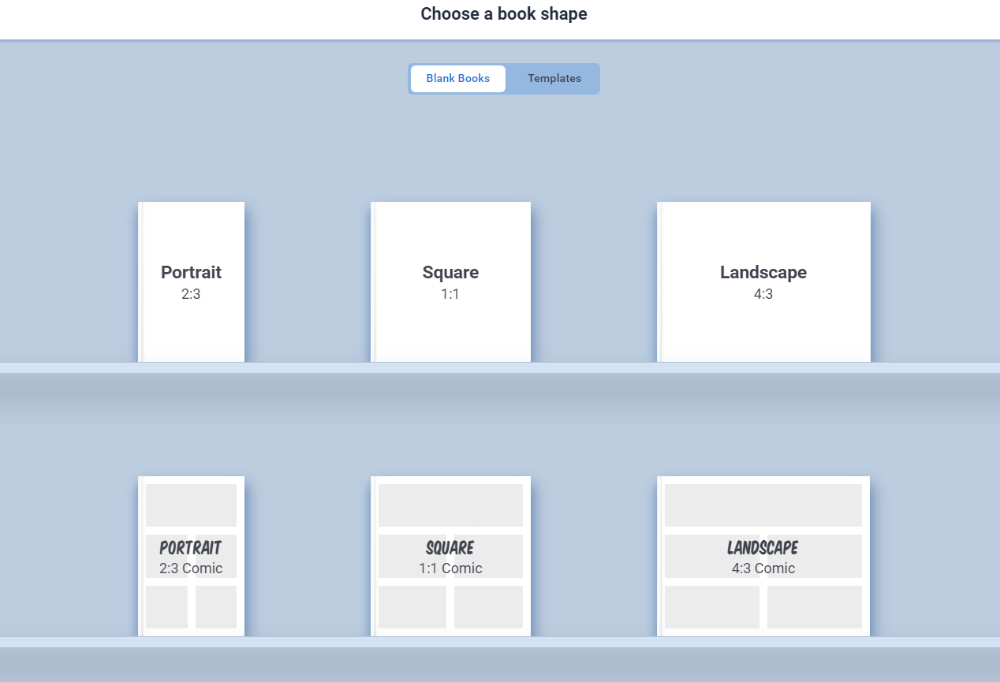 Choose a book shape
Blank Books
Templates
Portrait
2:3
Square
1:1
Landscape
4:3
PORTRAIT
2:3 Comic
SQUARE
1:1 Comic
LANDSCAPE
4:3 Comic